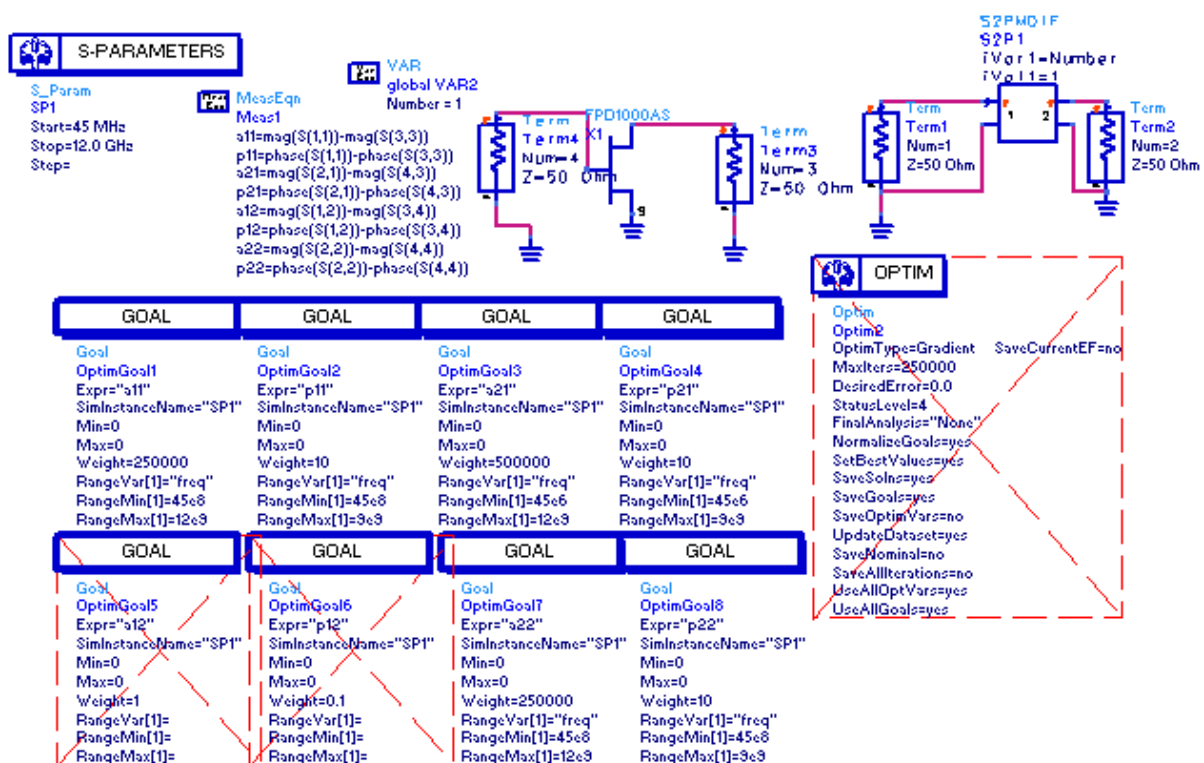 S-PARAMETERS
S_Param
SP1
Start=45 MHz
Stop=12.0 GHz
Step=
MeasEqn
Meas1
a11=mag(S(1,1))-mag(S(3,3))
p11=phase(S(1,1))-phase(S(3,3))
a21=mag(S(2,1))-mag(S(4,3))
p21=phase(S(2,1))-phase(S(4,3))
a12=mag(S(1,2))-mag(S(3,4))
p12=phase(S(1,2))-phase(S(3,4))
a22=mag(S(2,2))-mag(S(4,4))
p22=phase(S(2,2))-phase(S(4,4))
VAR
global VAR2
Number = 1
Term
Term4
Num=4
Z=50 Ohm
FPD1000AS
X1
9
Term
Term3
Num=3
Z=50 Ohm
S2PMDIF
S2P1
iVar1=Number
iVal1=1
1 2
Term
Term1
Num=1
Z=50 Ohm
Term
Term2
Num=2
Z=50 Ohm
GOAL
Goal
OptimGoal1
Expr="a11"
SimInstanceName="SP1"
Min=0
Max=0
Weight=250000
RangeVar[1]="freq"
RangeMin[1]=45e8
RangeMax[1]=12e9
GOAL
Goal
OptimGoal2
Expr="p11"
SimInstanceName="SP1"
Min=0
Max=0
Weight=10
RangeVar[1]="freq"
RangeMin[1]=45e8
RangeMax[1]=9e9
GOAL
Goal
OptimGoal3
Expr="a21"
SimInstanceName="SP1"
Min=0
Max=0
Weight=500000
RangeVar[1]="freq"
RangeMin[1]=45e6
RangeMax[1]=12e9
GOAL
Goal
OptimGoal4
Expr="p21"
SimInstanceName="SP1"
Min=0
Max=0
Weight=10
RangeVar[1]="freq"
RangeMin[1]=45e6
RangeMax[1]=9e9
OPTIM
Optim
Optim2
OptimType=Gradient SaveCurrentEF=no
MaxIters=250000
DesiredError=0.0
StatusLevel=4
FinalAnalysis="None"
NormalizeGoals=yes
SetBestValues=yes
SaveSolns=yes
SaveGoals=yes
SaveOptimVars=no
UpdateDataset=yes
SaveNominal=no
SaveAllIterations=no
UseAllOptVars=yes
UseAllGoals=yes
GOAL
Goal
OptimGoal5
Expr="a12"
SimInstanceName="SP1"
Min=0
Max=0
Weight=1
RangeVar[1]=
RangeMin[1]=
RangeMax[1]=
GOAL
Goal
OptimGoal6
Expr="p12"
SimInstanceName="SP1"
Min=0
Max=0
Weight=0.1
RangeVar[1]=
RangeMin[1]=
RangeMax[1]=
GOAL
Goal
OptimGoal7
Expr="a22"
SimInstanceName="SP1"
Min=0
Max=0
Weight=250000
RangeVar[1]="freq"
RangeMin[1]=45e8
RangeMax[1]=12e9
GOAL
Goal
OptimGoal8
Expr="p22"
SimInstanceName="SP1"
Min=0
Max=0
Weight=10
RangeVar[1]="freq"
RangeMin[1]=45e8
RangeMax[1]=9e9